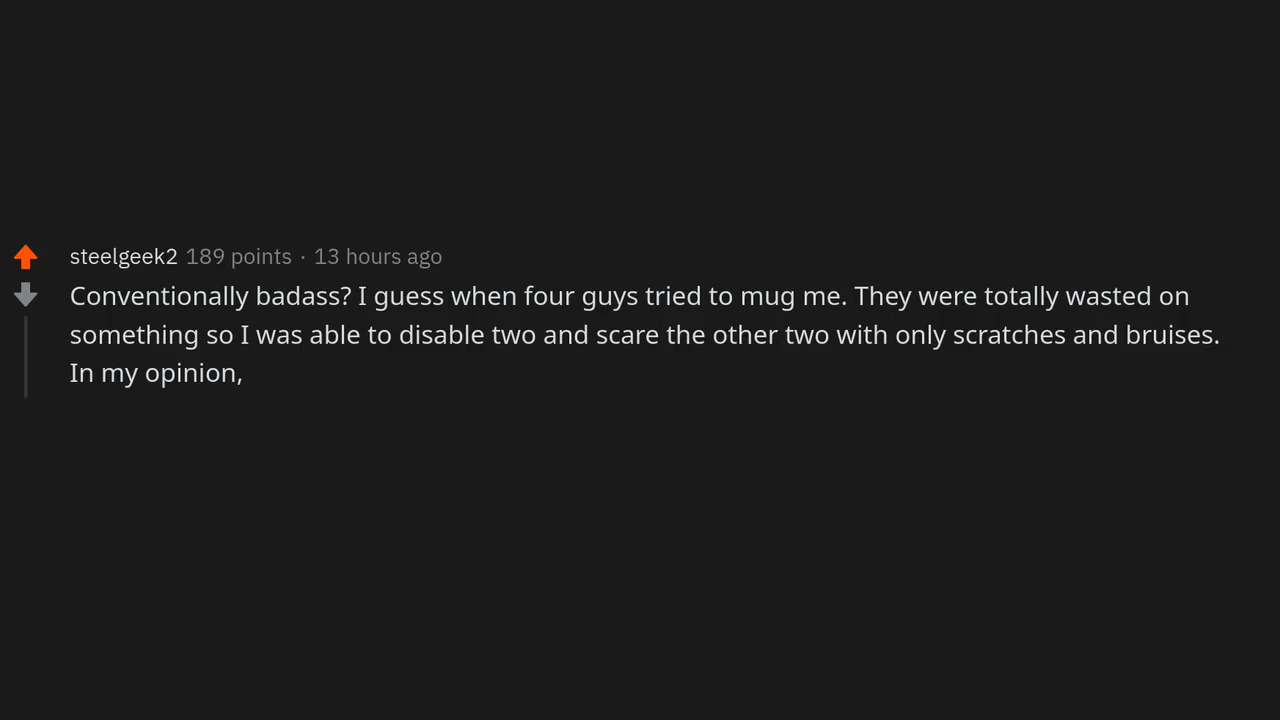 steelgeek2 189 points · 13 hours ago
Conventionally badass? I guess when four guys tried to mug me. They were totally wasted on
something so I was able to disable two and scare the other two with only scratches and bruises.
In my opinion,